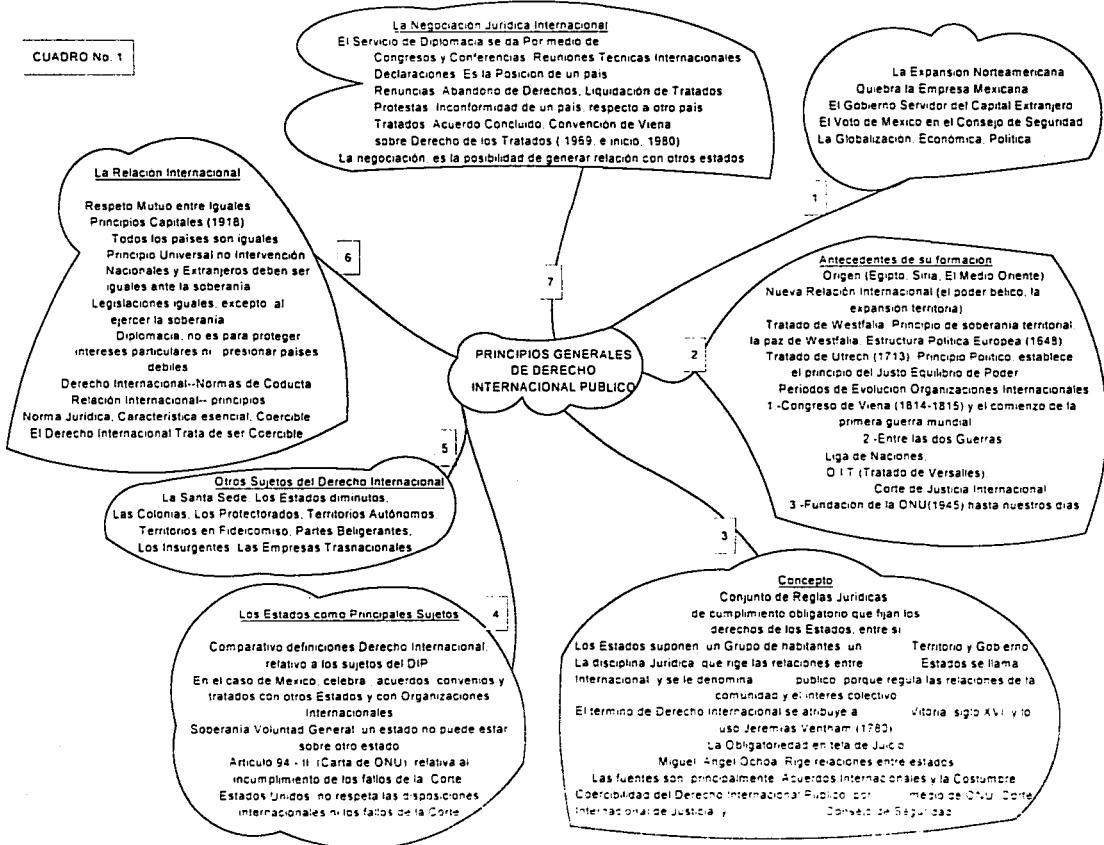 CUADRO No. 1
PRINCIPIOS GENERALES
DE DERECHO
INTERNACIONAL PUBLICO
1
La Expansion Norteamericana
Quiebra la Empresa Mexicana
El Gobierno Servidor del Capital Extranjero
El Voto de Mexico en el Consejo de Seguridad
La Globalización. Económica, Politica
2
Antecedentes de su formación
Origen (Egipto, Siria, El Medio Oriente)
Nueva Relación Internacional (el poder bélico, la
expansión territorial)
Tratado de Westfalia. Principio de soberanía territorial,
la paz de Westfalia. Estructura Politica Europea (1648)
Tratado de Utrech (1713) Principio Politico, establece
el principio del Justo Equilibrio de Poder
Periodos de Evolucion Organizaciones Internacionales
1.-Congreso de Viena (1814-1815) y el comienzo de la
primera guerra mundial
2 -Entre las dos Guerras
Liga de Naciones,
O I T (Tratado de Versalles),
Corte de Justicia Internacional
3 -Fundacion de la ONU(1945) hasta nuestros dias
3
Concepto
Conjunto de Reglas Juridicas
de cumplimiento obligatorio que fijan los
derechos de los Estados, entre si
Los Estados suponen un Grupo de habitantes un Territorio y Gobierno
La disciplina Juridica que rige las relaciones entre Estados se llama
Internacional y se le denomina publico porque regula las relaciones de la
comunidad y el interes colectivo
El termino de Derecho Internacional se atribuye a Vitoria siglo XVI y lo
uso Jeremias Ventham (1780)
La Obligatoriedad en tela de Juicio
Miguel Angel Ochoa Rige relaciones entre estados
Las fuentes son principalmente Acuerdos Internacionales y la Costumbre
Coercibilidad del Derecho Internacional Publico por medio de ONU Corte
Internacional de Justicia y Consejo de Seguridad
4
Los Estados como Principales Sujetos
Comparativo definiciones Derecho Internacional,
relativo a los sujetos del DIP
En el caso de Mexico, celebra, acuerdos convenios y
tratados con otros Estados y con Organizaciones
Internacionales
Soberania Voluntad General un estado no puede estar
sobre otro estado
Articulo 94 - II (Carta de ONU) relativa al
incumplimiento de los fallos de la Corte
Estados Unidos no respeta las disposiciones
internacionales ni los fallos de la Corte
5
Otros Sujetos del Derecho Internacional
La Santa Sede, Los Estados diminutos,
Las Colonias, Los Protectorados, Territorios Autónomos,
Territorios en Fideicomiso, Partes Beligerantes,
Los Insurgentes Las Empresas Trasnacionales
6
La Relación Internacional
Respeto Mutuo entre Iguales
Principios Capitales (1918)
Todos los paises son iguales
Principio Universal no Intervención
Nacionales y Extranjeros deben ser
iguales ante la soberanía
Legislaciones iguales, excepto al
ejercer la soberanía
Diplomacia, no es para proteger
intereses particulares ni presionar paises
debiles
Derecho Internacional--Normas de Coducta
Relación Internacional-- principios
Norma Jurídica, Característica esencial, Coercible
El Derecho Internacional Trata de ser Coercible
7
La Negociación Juridica Internacional
El Servicio de Diplomacia se da Por medio de
Congresos y Conferencias Reuniones Tecnicas Internacionales
Declaraciones Es la Posicion de un pais
Renuncias Abandono de Derechos, Liquidación de Tratados
Protestas Inconformidad de un pais, respecto a otro país
Tratados Acuerdo Concluido, Convención de Viena
sobre Derecho de los Tratados ( 1969, e inicio, 1980)
La negociación, es la posibilidad de generar relación con otros estados